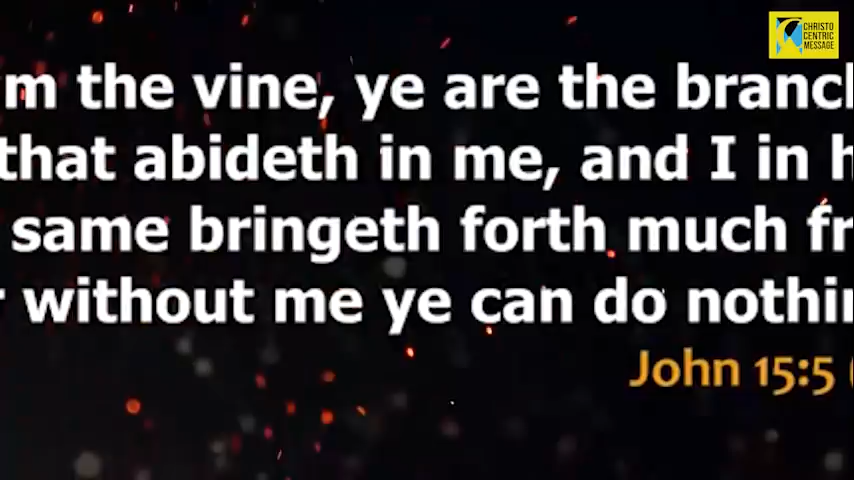 CHRISTO
CENTRIC
MESSAGE
m the vine, ye are the branch
that abideth in me, and I in h
same bringeth forth much fr
r without me ye can do nothin
John 15:5 (